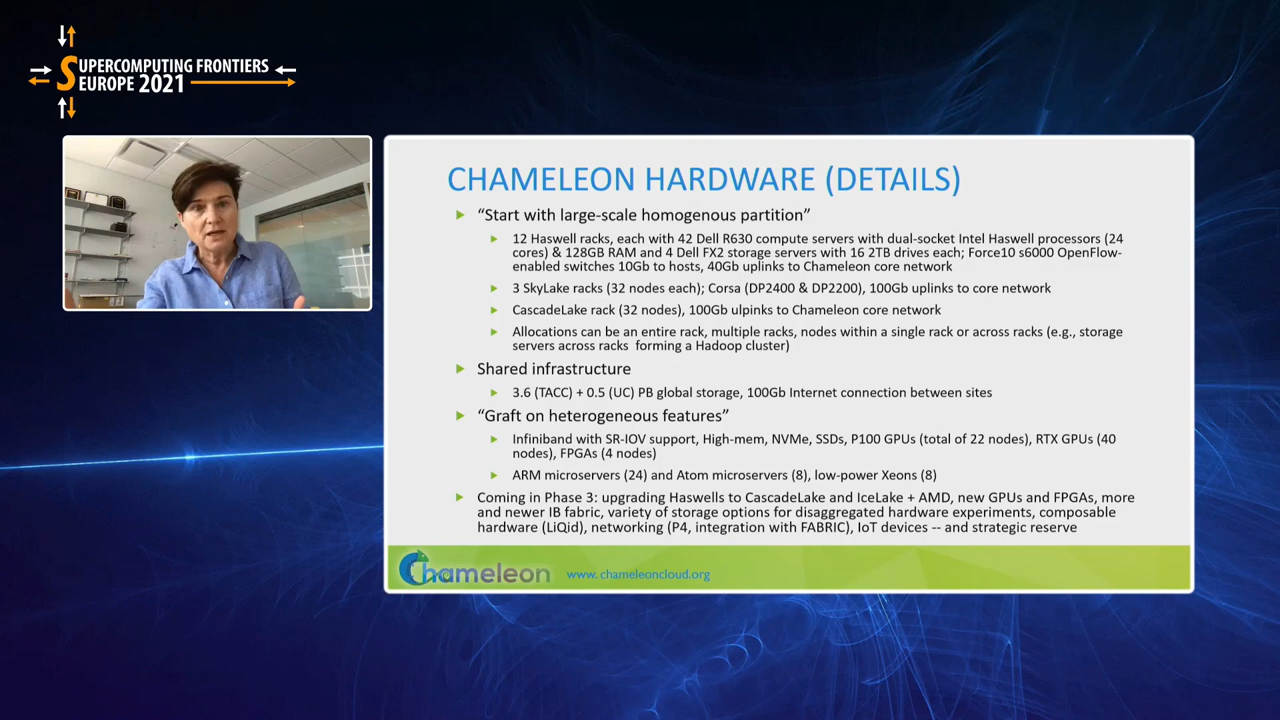 SUPERCOMPUTING FRONTIERS
EUROPE 2021
CHAMELEON HARDWARE (DETAILS)
“Start with large-scale homogenous partition”
12 Haswell racks, each with 42 Dell R630 compute servers with dual-socket Intel Haswell processors (24
cores) & 128GB RAM and 4 Dell FX2 storage servers with 16 2TB drives each; Force10 s6000 OpenFlow-
enabled switches 10Gb to hosts, 40Gb uplinks to Chameleon core network
3 SkyLake racks (32 nodes each); Corsa (DP2400 & DP2200), 100Gb uplinks to core network
CascadeLake rack (32 nodes), 100Gb ulpinks to Chameleon core network
Allocations can be an entire rack, multiple racks, nodes within a single rack or across racks (e.g., storage
servers across racks forming a Hadoop cluster)
Shared infrastructure
3.6 (TACC) + 0.5 (UC) PB global storage, 100Gb Internet connection between sites
“Graft on heterogeneous features”
Infiniband with SR-IOV support, High-mem, NVMe, SSDs, P100 GPUs (total of 22 nodes), RTX GPUs (40
nodes), FPGAs (4 nodes)
ARM microservers (24) and Atom microservers (8), low-power Xeons (8)
Coming in Phase 3: upgrading Haswells to CascadeLake and IceLake + AMD, new GPUs and FPGAs, more
and newer IB fabric, variety of storage options for disaggregated hardware experiments, composable
hardware (LiQid), networking (P4, integration with FABRIC), IoT devices -- and strategic reserve
Chameleon www.chameleoncloud.org